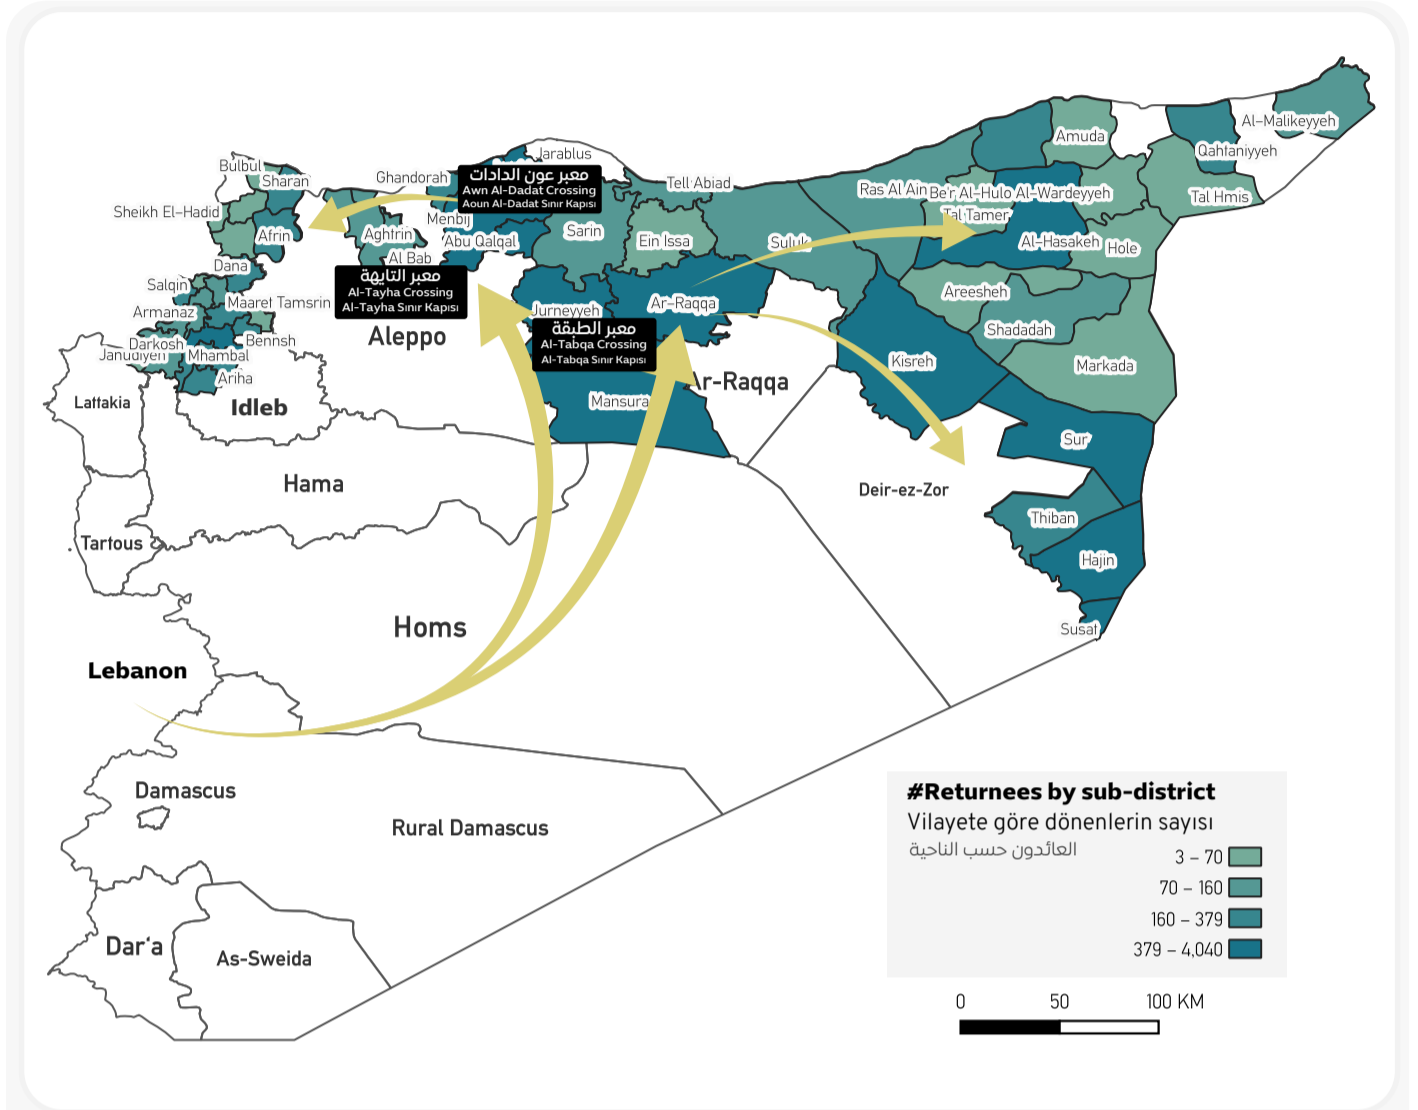 Al-Malikeyyeh
Amuda
Qahtaniyyeh
Jarablus
Bulbul
Sharan
Ghandorah
معبر عون الدادات
Awn Al-Dadat Crossing
Aoun Al-Dadat Sınır Kapısı
Tell Abiad
Ras Al Ain
Be'r Al-Hulo
Al-Wardeyyeh
Tal Hmis
Sheikh El-Hadid
Menbij
Tal Tamer
Afrin
Aghtrin
Abu Qalqal
Sarin
Ein Issa
Suluk
Al-Hasakeh
Hole
Al Bab
Dana
معبر التايهة
Al-Tayha Crossing
Al-Tayha Sınır Kapısı
Salqin
Maaret Tamsrin
Armanaz
Jurneyyeh
Ar-Raqqa
Areesheh
Shadadah
معبر الطبقة
Al-Tabqa Crossing
Al-Tabqa Sınır Kapısı
Aleppo
Darkosh
Bennsh
Janudiyeh
Mhambal
Ariha
Kisreh
Markada
Ar-Raqqa
Lattakia
Idleb
Mansura
Sur
Hama
Deir-ez-Zor
Thiban
Tartous
Hajin
Homs
Susat
Lebanon
Damascus
Rural Damascus
Dar'a
As-Sweida
#Returnees by sub-district
Vilayete göre dönenlerin sayısı
العائدون حسب الناحية
3 – 70
70 – 160
160 – 379
379 – 4,040
0 50 100 KM